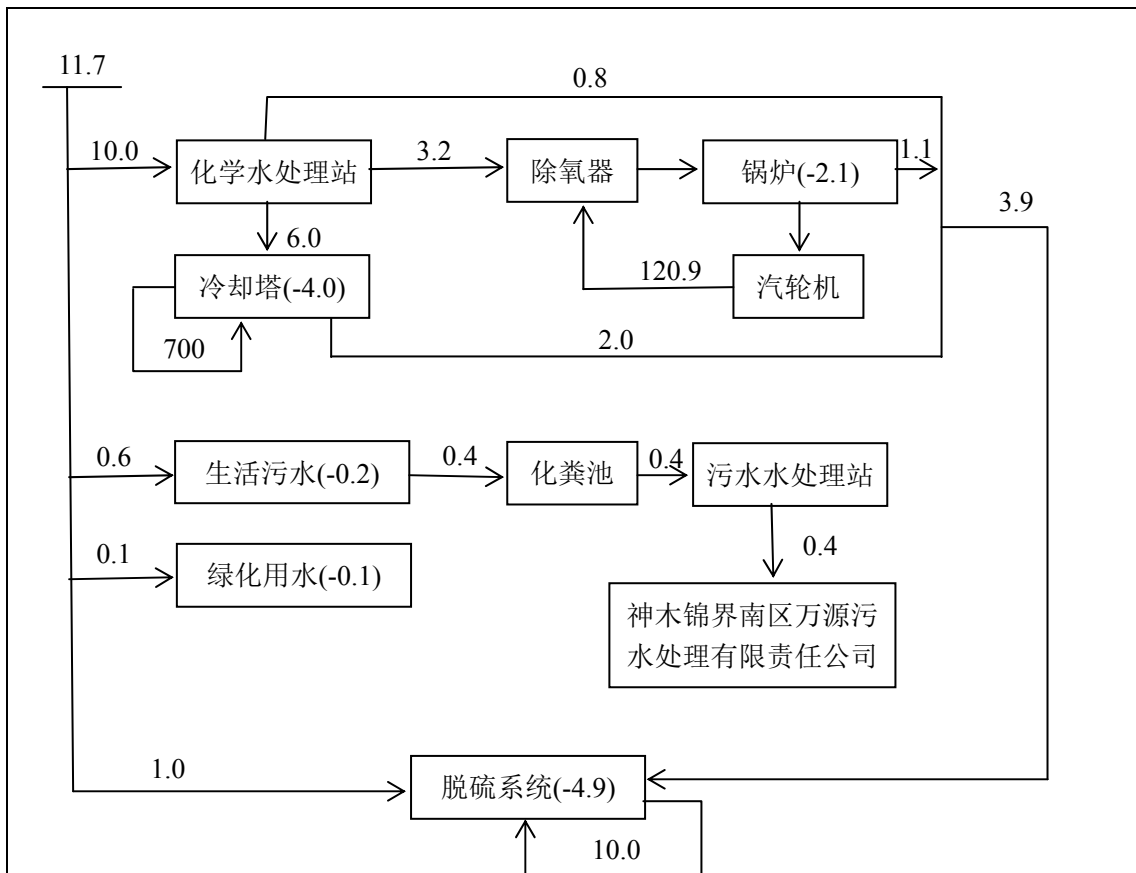 11.7
0.8
10.0
化学水处理站
3.2
除氧器
锅炉(-2.1)
1.1
3.9
6.0
冷却塔(-4.0)
120.9
汽轮机
700
2.0
0.6
生活污水(-0.2)
0.4
化粪池
0.4
污水水处理站
0.1
绿化用水(-0.1)
0.4
神木锦界南区万源污
水处理有限责任公司
1.0
脱硫系统(-4.9)
10.0